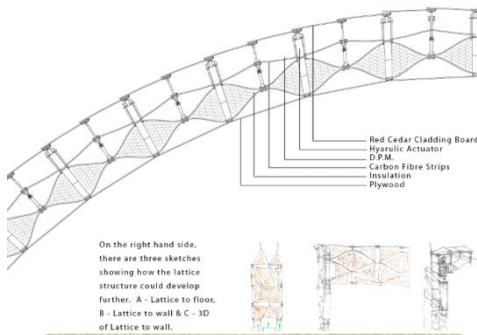 Red Cedar Cladding Board
Hyarulic Actuator
D.P.M.
Carbon Fibre Strips
Insulation
Plywood
On the right hand side,
there are three sketches
showing how the lattice
structure could develop
further. A - Lattice to floor,
B - Lattice to wall & C - 3D
of Lattice to wall.